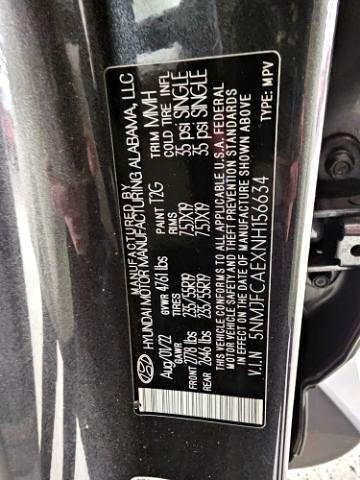 MANUFACTURED BY
HYUNDAI MOTOR MANUFACTURING ALABAMA, LLC
Aug/01/22 GVWR 4761 lbs PAINT T2G TRIM MMH
GAWR TIRES RIMS COLD TIRE INFL
FRONT 2778 lbs 235/55R19 7.5JX19 35 psi SINGLE
REAR 2646 lbs 235/55R19 7.5JX19 35 psi SINGLE
THIS VEHICLE CONFORMS TO ALL APPLICABLE U.S.A. FEDERAL
MOTOR VEHICLE SAFETY AND THEFT PREVENTION STANDARDS
IN EFFECT ON THE DATE OF MANUFACTURE SHOWN ABOVE.
V.I.N 5NMJFCAEXNH156634 TYPE: MPV